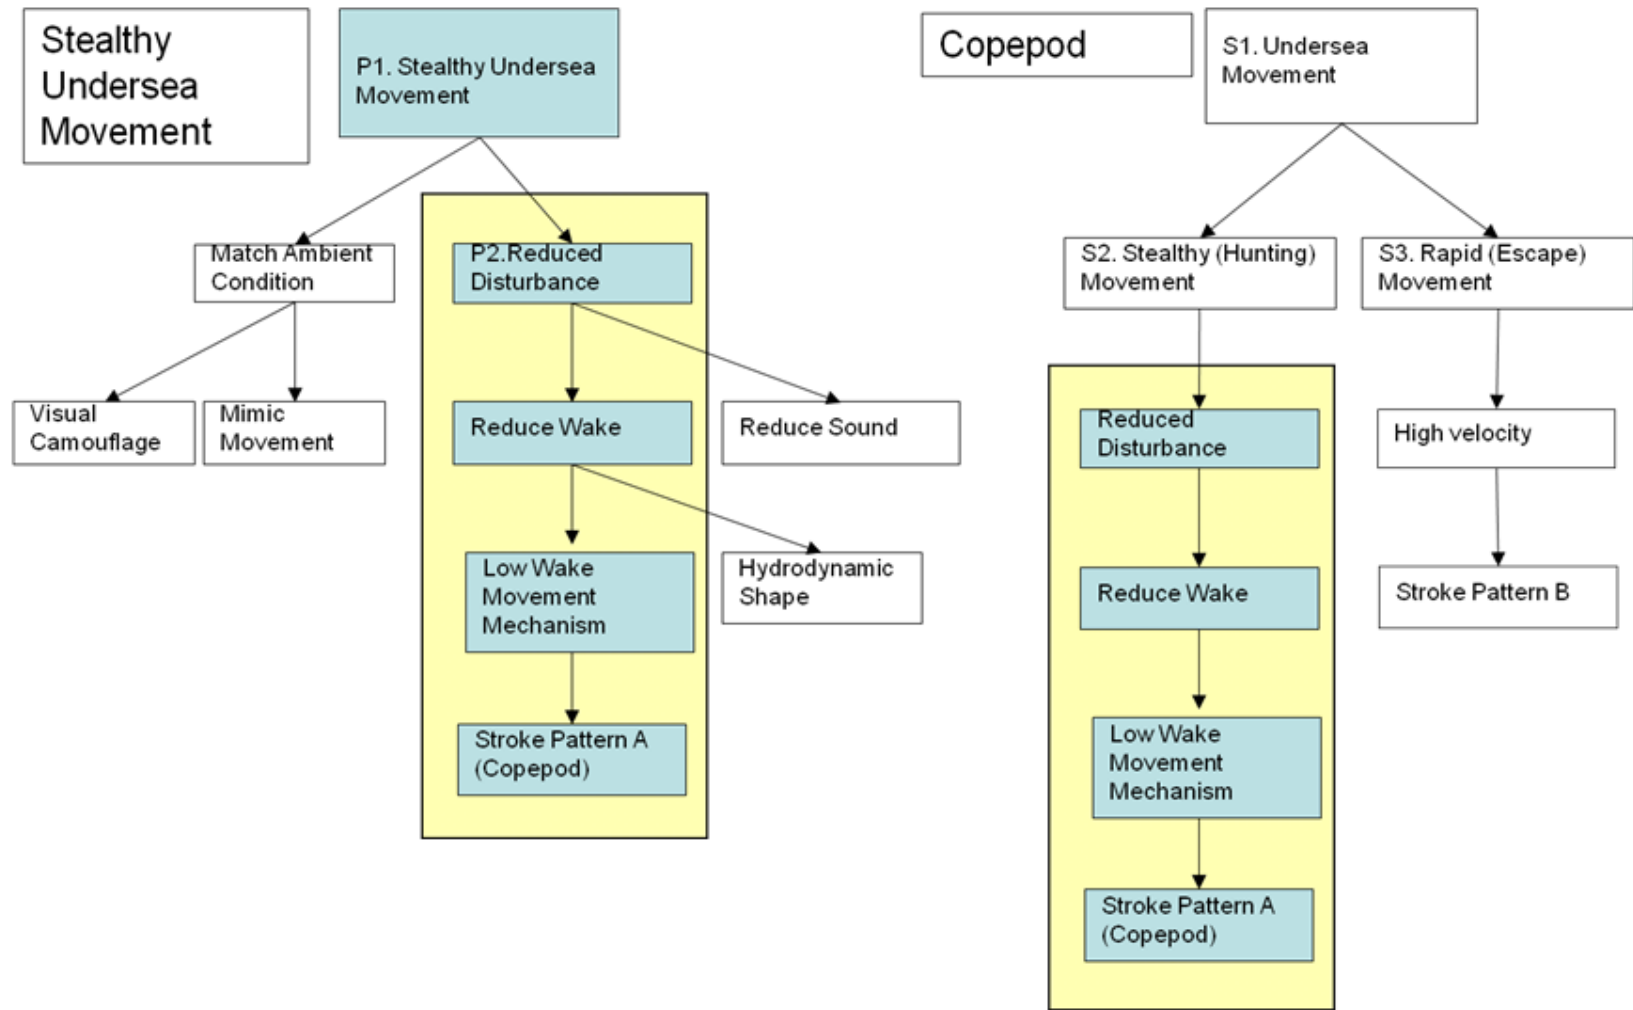 Stealthy
Undersea
Movement
P1. Stealthy Undersea
Movement
Match Ambient
Condition
P2.Reduced
Disturbance
Visual
Camouflage
Mimic
Movement
Reduce Wake
Reduce Sound
Low Wake
Movement
Mechanism
Hydrodynamic
Shape
Stroke Pattern A
(Copepod)
Copepod
S1. Undersea
Movement
S2. Stealthy (Hunting)
Movement
S3. Rapid (Escape)
Movement
Reduced
Disturbance
High velocity
Reduce Wake
Stroke Pattern B
Low Wake
Movement
Mechanism
Stroke Pattern A
(Copepod)